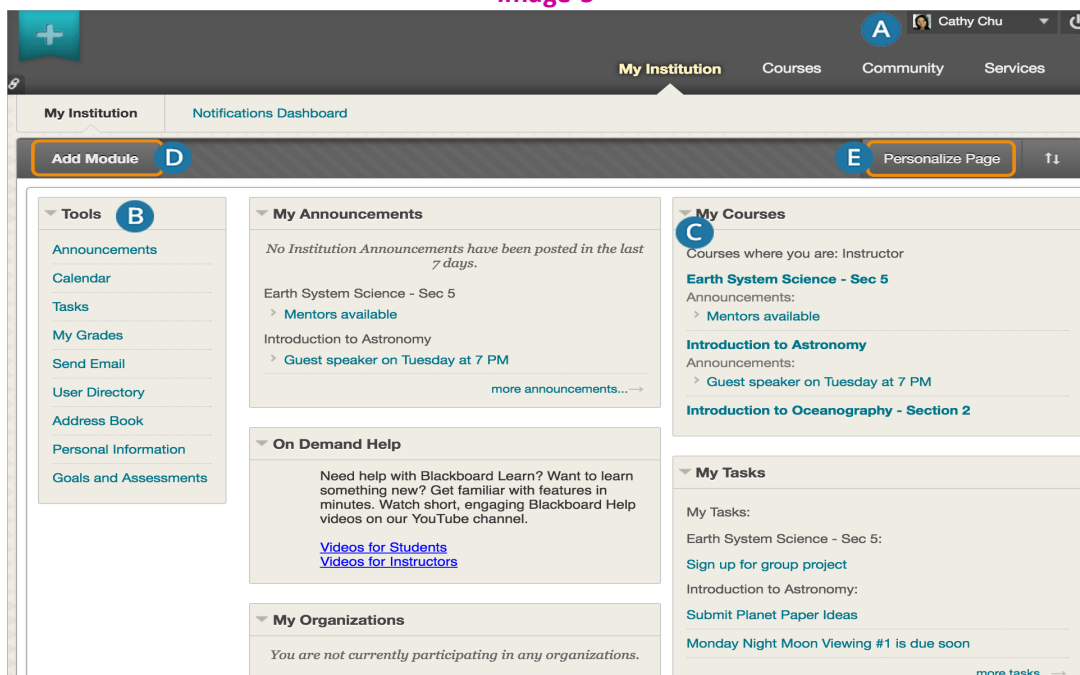 Image 3
A
Cathy Chu
My Institution
Courses
Community
Services
My Institution
Notifications Dashboard
Add Module
D
E
Personalize Page
Tools
B
Announcements
Calendar
Tasks
My Grades
Send Email
User Directory
Address Book
Personal Information
Goals and Assessments
My Announcements
No Institution Announcements have been posted in the last
7 days.
Earth System Science - Sec 5
Mentors available
Introduction to Astronomy
Guest speaker on Tuesday at 7 PM
more announcements...→
On Demand Help
Need help with Blackboard Learn? Want to learn
something new? Get familiar with features in
minutes. Watch short, engaging Blackboard Help
videos on our YouTube channel.
Videos for Students
Videos for Instructors
My Organizations
You are not currently participating in any organizations.
My Courses
C
Courses where you are: Instructor
Earth System Science - Sec 5
Announcements:
Mentors available
Introduction to Astronomy
Announcements:
Guest speaker on Tuesday at 7 PM
Introduction to Oceanography - Section 2
My Tasks
My Tasks:
Earth System Science - Sec 5:
Sign up for group project
Introduction to Astronomy:
Submit Planet Paper Ideas
Monday Night Moon Viewing #1 is due soon
more tasks